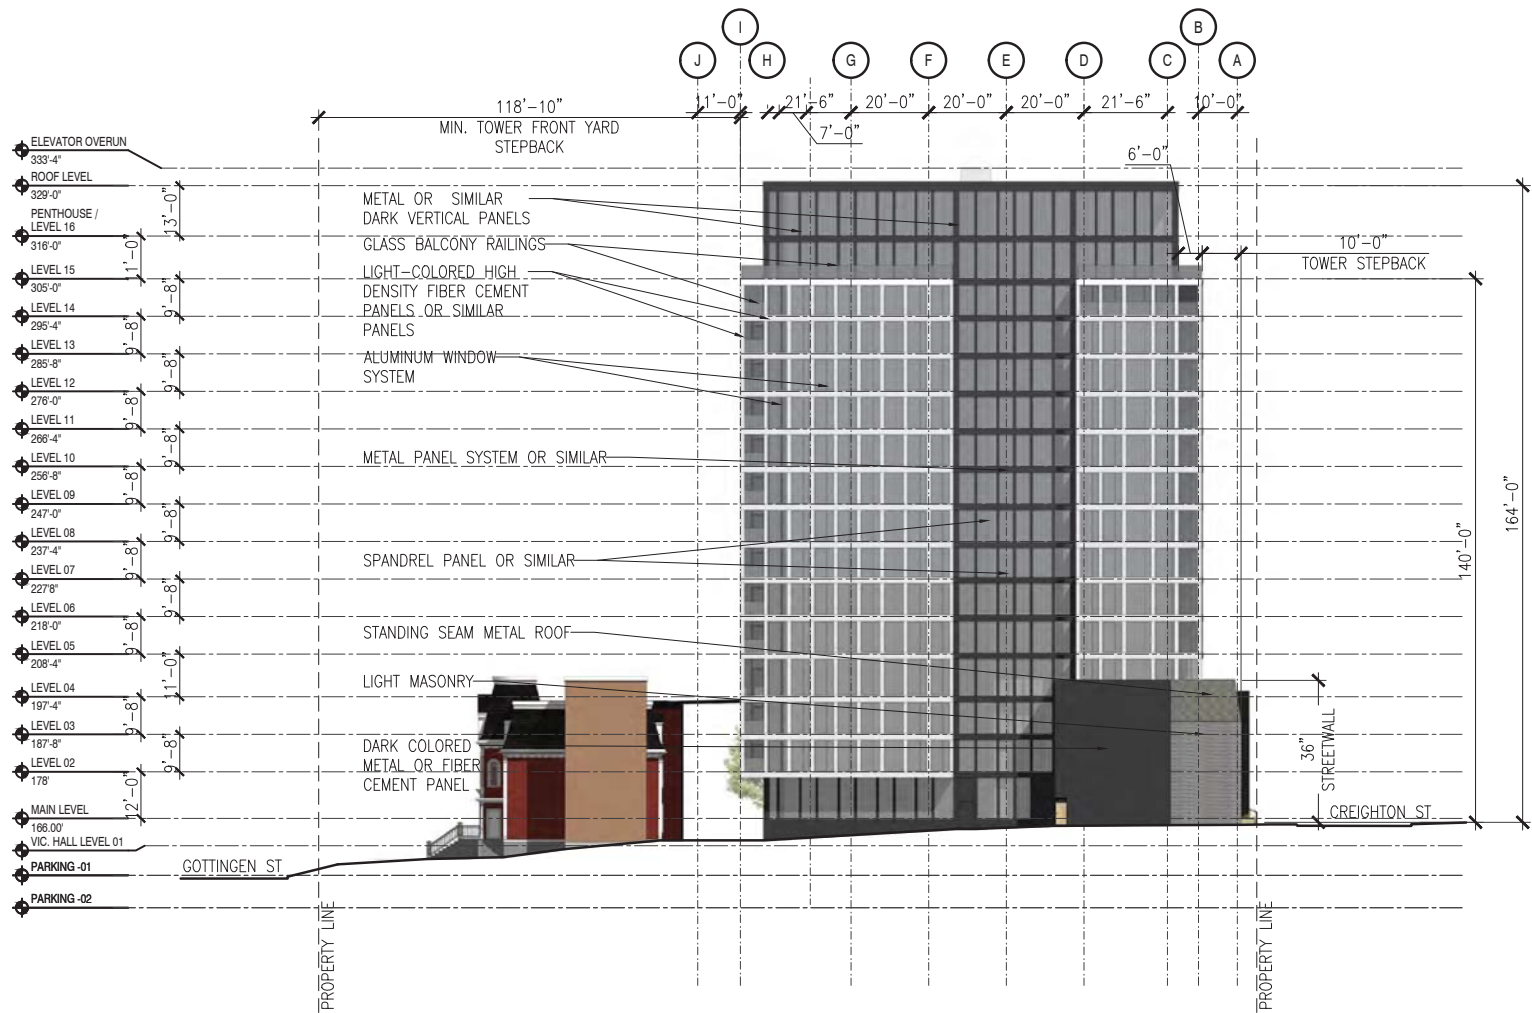 I
B
J
H
G
F
E
D
C
A
118'-10"
MIN. TOWER FRONT YARD
STEPBACK
11'-0"
21'-6"
7'-0"
20'-0"
20'-0"
20'-0"
21'-6"
10'-0"
6'-0"
10'-0"
TOWER STEPBACK
ELEVATOR OVERUN
333'-4"
ROOF LEVEL
329'-0"
13'-0"
PENTHOUSE /
LEVEL 16
316'-0"
11'-0"
LEVEL 15
305'-0"
9'-8"
LEVEL 14
295'-4"
9'-8"
LEVEL 13
285'-8"
9'-8"
LEVEL 12
276'-0"
9'-8"
LEVEL 11
266'-4"
9'-8"
LEVEL 10
256'-8"
9'-8"
LEVEL 09
247'-0"
9'-8"
LEVEL 08
237'-4"
9'-8"
LEVEL 07
227'8"
9'-8"
LEVEL 06
218'-0"
9'-8"
LEVEL 05
208'-4"
11'-0"
LEVEL 04
197'-4"
9'-8"
LEVEL 03
187'-8"
9'-8"
LEVEL 02
178'
12'-0"
MAIN LEVEL
166.00'
VIC. HALL LEVEL 01
PARKING -01
PARKING -02
METAL OR SIMILAR
DARK VERTICAL PANELS
GLASS BALCONY RAILINGS
LIGHT-COLORED HIGH
DENSITY FIBER CEMENT
PANELS OR SIMILAR
PANELS
ALUMINUM WINDOW
SYSTEM
METAL PANEL SYSTEM OR SIMILAR
SPANDREL PANEL OR SIMILAR
STANDING SEAM METAL ROOF
LIGHT MASONRY
DARK COLORED
METAL OR FIBER
CEMENT PANEL
GOTTINGEN ST
CREIGHTON ST
36"
STREETWALL
140'-0"
164'-0"
PROPERTY LINE
PROPERTY LINE